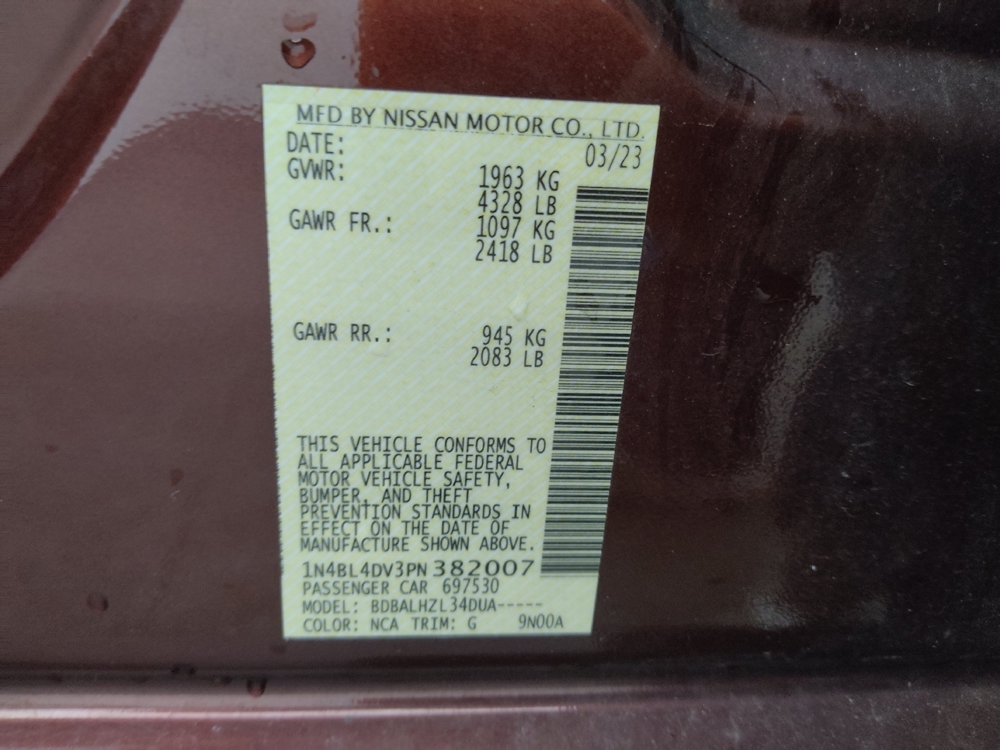 MFD BY NISSAN MOTOR CO., LTD.
DATE: 03/23
GVWR: 1963 KG
4328 LB
GAWR FR.: 1097 KG
2418 LB
GAWR RR.: 945 KG
2083 LB
THIS VEHICLE CONFORMS TO
ALL APPLICABLE FEDERAL
MOTOR VEHICLE SAFETY,
BUMPER, AND THEFT
PREVENTION STANDARDS IN
EFFECT ON THE DATE OF
MANUFACTURE SHOWN ABOVE.
1N4BL4DV3PN382007
PASSENGER CAR 697530
MODEL: BDBALHZL34DUA-----
COLOR: NCA TRIM: G 9N00A